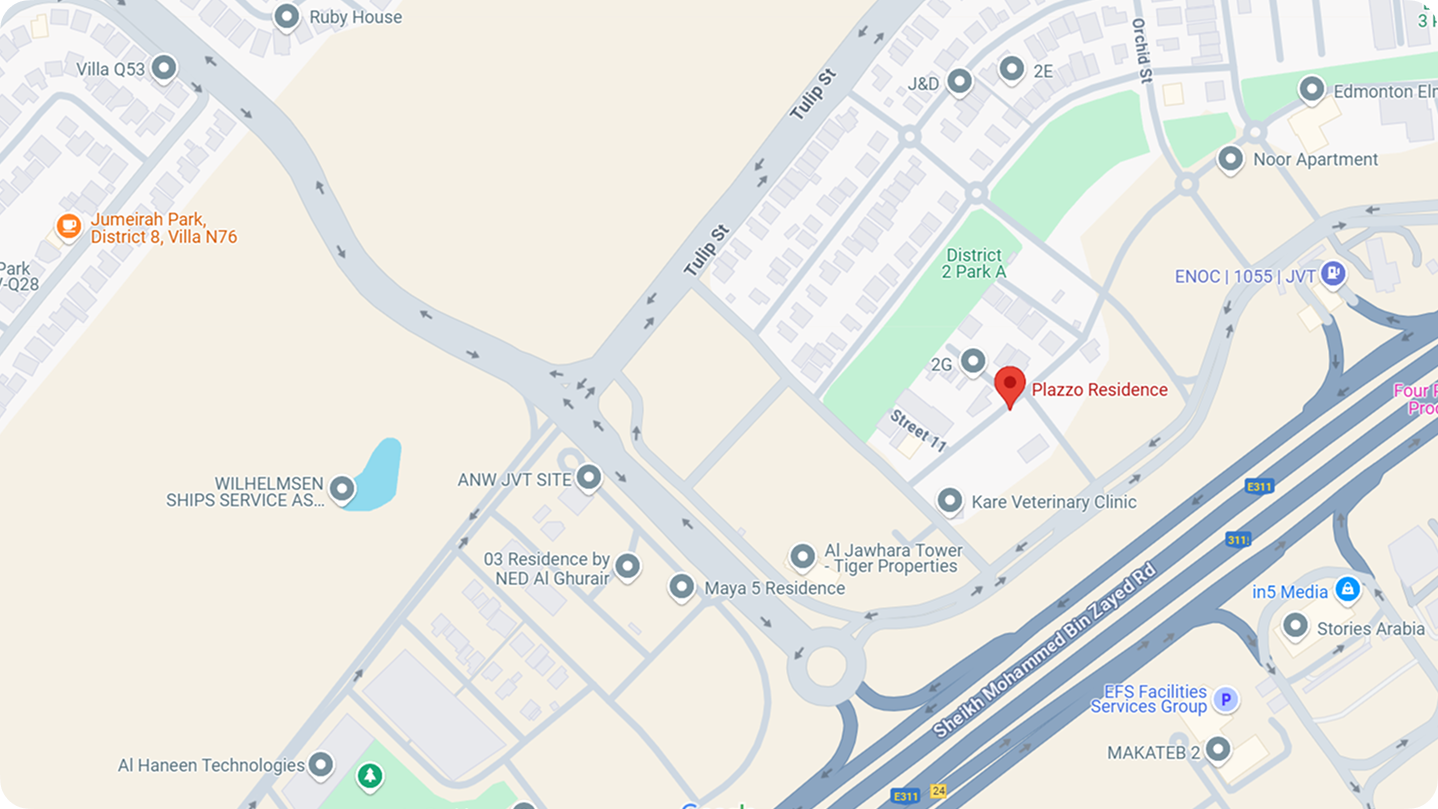 Ruby House
Villa Q53
Tulip St
J&D
2E
Orchid St
Edmonton Elm
Noor Apartment
Jumeirah Park,
District 8, Villa N76
Park
-Q28
Tulip St
District
2 Park A
ENOC | 1055 | JVT
2G
Plazzo Residence
Four
Street 11
WILHELMSEN
SHIPS SERVICE AS...
ANW JVT SITE
E311
Kare Veterinary Clinic
311
03 Residence by
NED Al Ghurair
Al Jawhara Tower
- Tiger Properties
Maya 5 Residence
in5 Media
Stories Arabia
Sheikh Mohammed Bin Zayed Rd
EFS Facilities
Services Group
P
MAKATEB 2
Al Haneen Technologies
E311
24